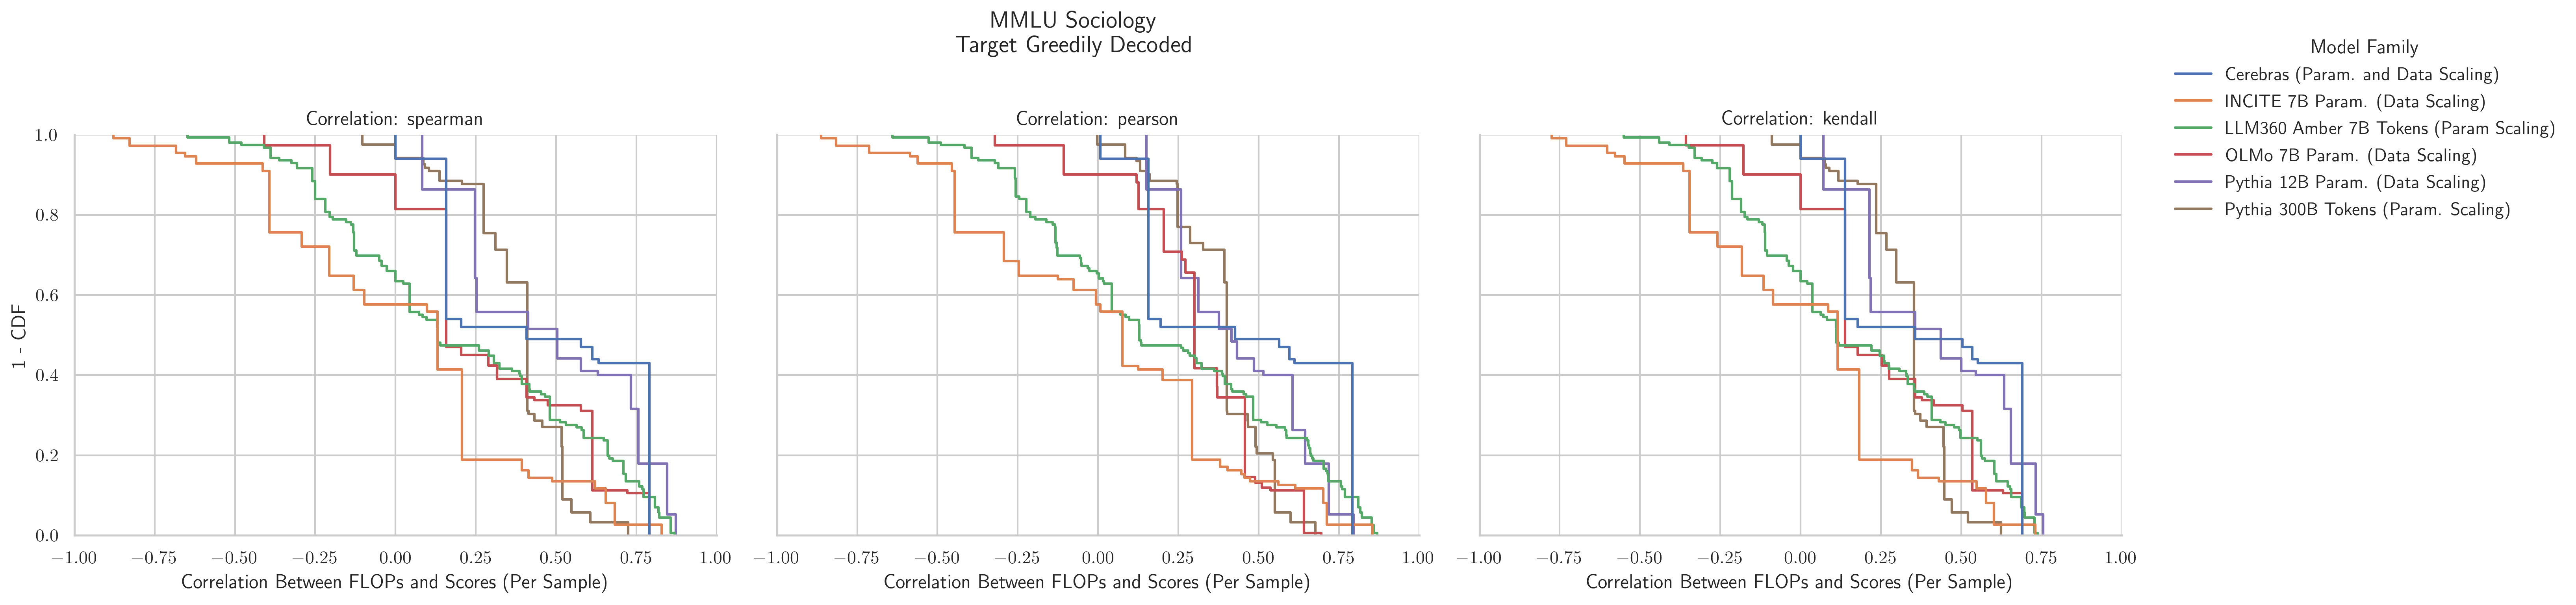 MMLU Sociology
Target Greedily Decoded
Model Family
Cerebras (Param. and Data Scaling)
INCITE 7B Param. (Data Scaling)
LLM360 Amber 7B Tokens (Param Scaling)
OLMo 7B Param. (Data Scaling)
Pythia 12B Param. (Data Scaling)
Pythia 300B Tokens (Param. Scaling)
Correlation: spearman
1 - CDF
1.0
0.8
0.6
0.4
0.2
0.0
−1.00 −0.75 −0.50 −0.25 0.00 0.25 0.50 0.75 1.00
Correlation Between FLOPs and Scores (Per Sample)
Correlation: pearson
−1.00 −0.75 −0.50 −0.25 0.00 0.25 0.50 0.75 1.00
Correlation Between FLOPs and Scores (Per Sample)
Correlation: kendall
−1.00 −0.75 −0.50 −0.25 0.00 0.25 0.50 0.75 1.00
Correlation Between FLOPs and Scores (Per Sample)